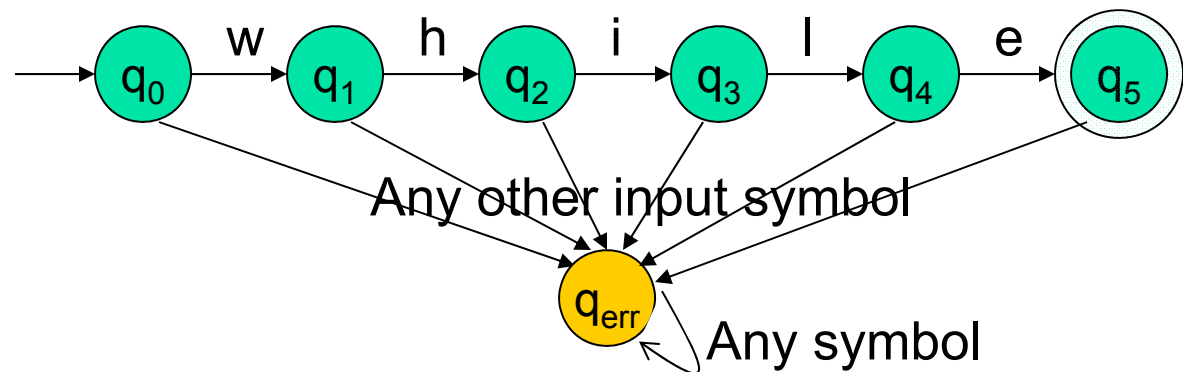 w h i l e
q0 q1 q2 q3 q4 q5
Any other input symbol
qerr
Any symbol